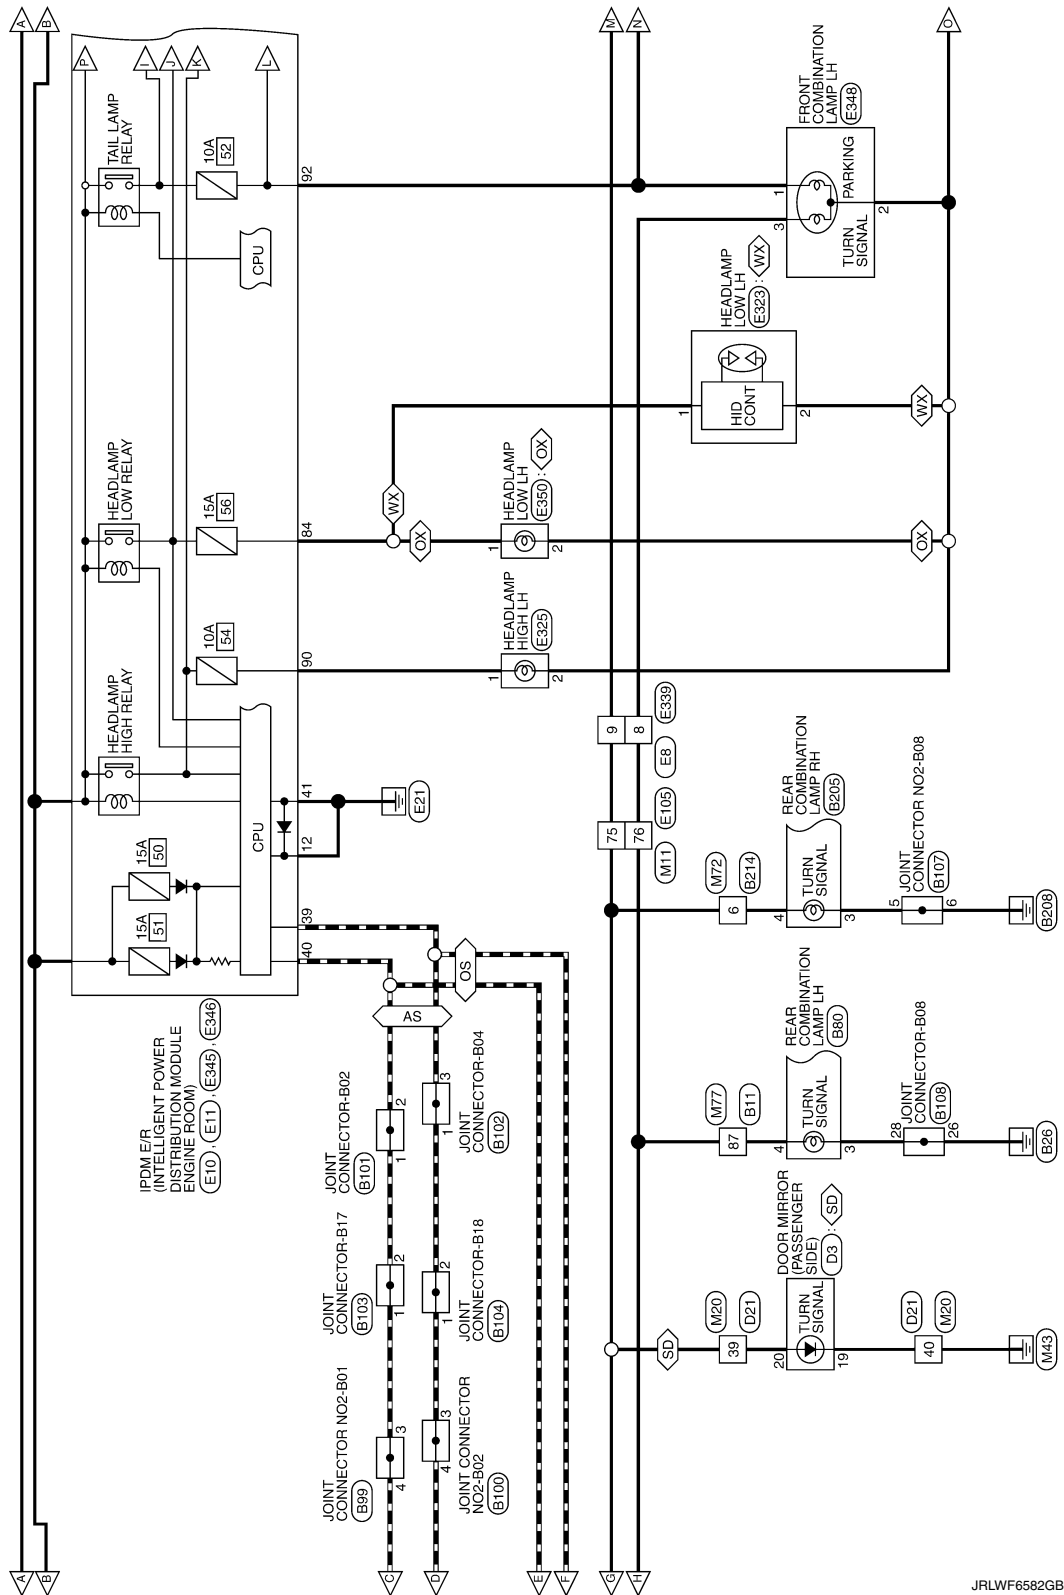 A
B
P
I
J
K
L
M
N
O
TAIL LAMP
RELAY
10A
52
92
CPU
FRONT
COMBINATION
LAMP LH
E348
1
3
PARKING
TURN
SIGNAL
2
HEADLAMP
LOW LH
E323 : WX
1
HID
CONT
2
WX
HEADLAMP
LOW RELAY
15A
56
84
WX
OX
HEADLAMP
LOW LH
E350 : OX
1
2
OX
10A
54
90
HEADLAMP
HIGH LH
E325
1
2
HEADLAMP
HIGH RELAY
CPU
41
12
E21
15A
50
15A
51
39
40
OS
AS
IPDM E/R
(INTELLIGENT POWER
DISTRIBUTION MODULE
ENGINE ROOM)
E10 , E11 , E345 , E346
JOINT
CONNECTOR-B02
B101
2
1
JOINT
CONNECTOR-B04
B102
3
1
JOINT
CONNECTOR-B17
B103
2
1
JOINT
CONNECTOR-B18
B104
2
1
JOINT
CONNECTOR NO2-B01
B99
3
4
JOINT CONNECTOR
NO2-B02
B100
3
4
9
8
E339
E8
75
76
E105
M11
M72
B214
6
REAR
COMBINATION
LAMP RH
B205
4
TURN
SIGNAL
3
JOINT
CONNECTOR NO2-B08
B107
5
6
B208
M77
B11
87
REAR
COMBINATION
LAMP LH
B80
4
TURN
SIGNAL
3
JOINT
CONNECTOR-B08
B108
28
26
B26
SD
M20
D21
39
DOOR MIRROR
(PASSENGER
SIDE)
D3 : SD
20
TURN
SIGNAL
19
D21
M20
40
M43
A
B
C
D
E
F
G
H
JRLWF6582GB